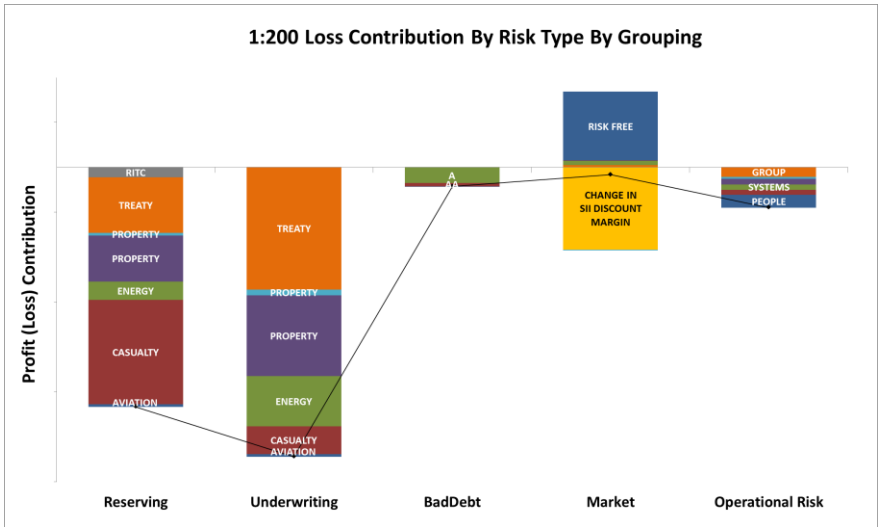 1:200 Loss Contribution By Risk Type By Grouping
Profit (Loss) Contribution
RITC
TREATY
PROPERTY
PROPERTY
ENERGY
CASUALTY
AVIATION
TREATY
PROPERTY
PROPERTY
ENERGY
CASUALTY
AVIATION
A
AA
RISK FREE
CHANGE IN
SII DISCOUNT
MARGIN
GROUP
SYSTEMS
PEOPLE
Reserving
Underwriting
BadDebt
Market
Operational Risk